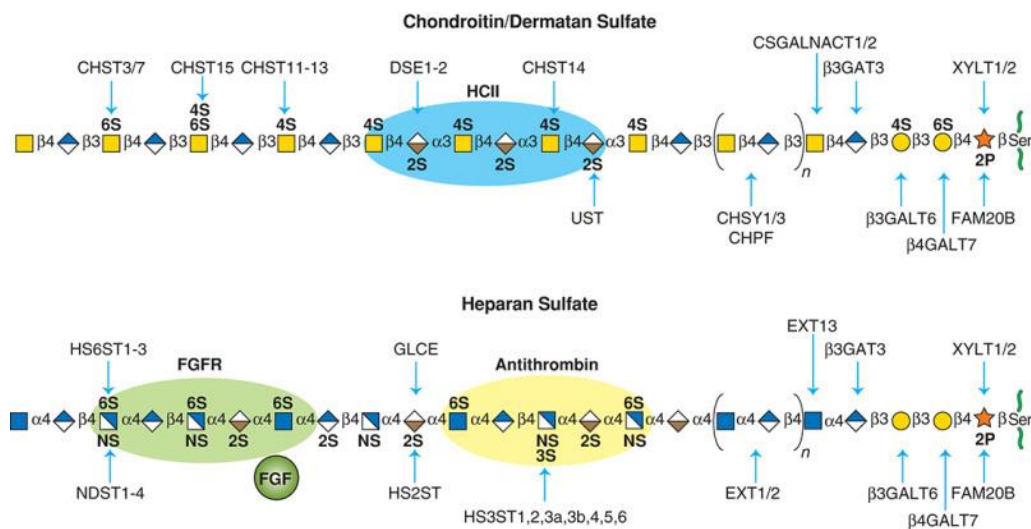 Chondroitin/Dermatan Sulfate
CSGALNACT1/2
CHST3/7 CHST15 CHST11-13 DSE1-2 CHST14 β3GAT3 XYLT1/2
HCII
4S
6S 6S 4S 4S 4S 4S 4S 4S 6S
β4 β3 β4 β3 β4 β3 β4 β3 β4 α3 β4 α3 β4 α3 β4 β3 ( β4 β3 )n β4 β3 β3 β4 βSer
2S 2S 2S 2P
UST CHSY1/3 β3GALT6 FAM20B
CHPF β4GALT7
Heparan Sulfate
EXT13
HS6ST1-3 GLCE β3GAT3 XYLT1/2
FGFR Antithrombin
6S 6S 6S 6S 6S
α4 β4 α4 β4 α4 α4 α4 β4 α4 α4 α4 β4 α4 α4 α4 α4 ( α4 β4 )n α4 β3 β3 β4 βSer
NS NS 2S 2S NS 2S NS 2S NS 2P
3S
FGF
NDST1-4 HS2ST EXT1/2 β3GALT6 FAM20B
HS3ST1,2,3a,3b,4,5,6 β4GALT7